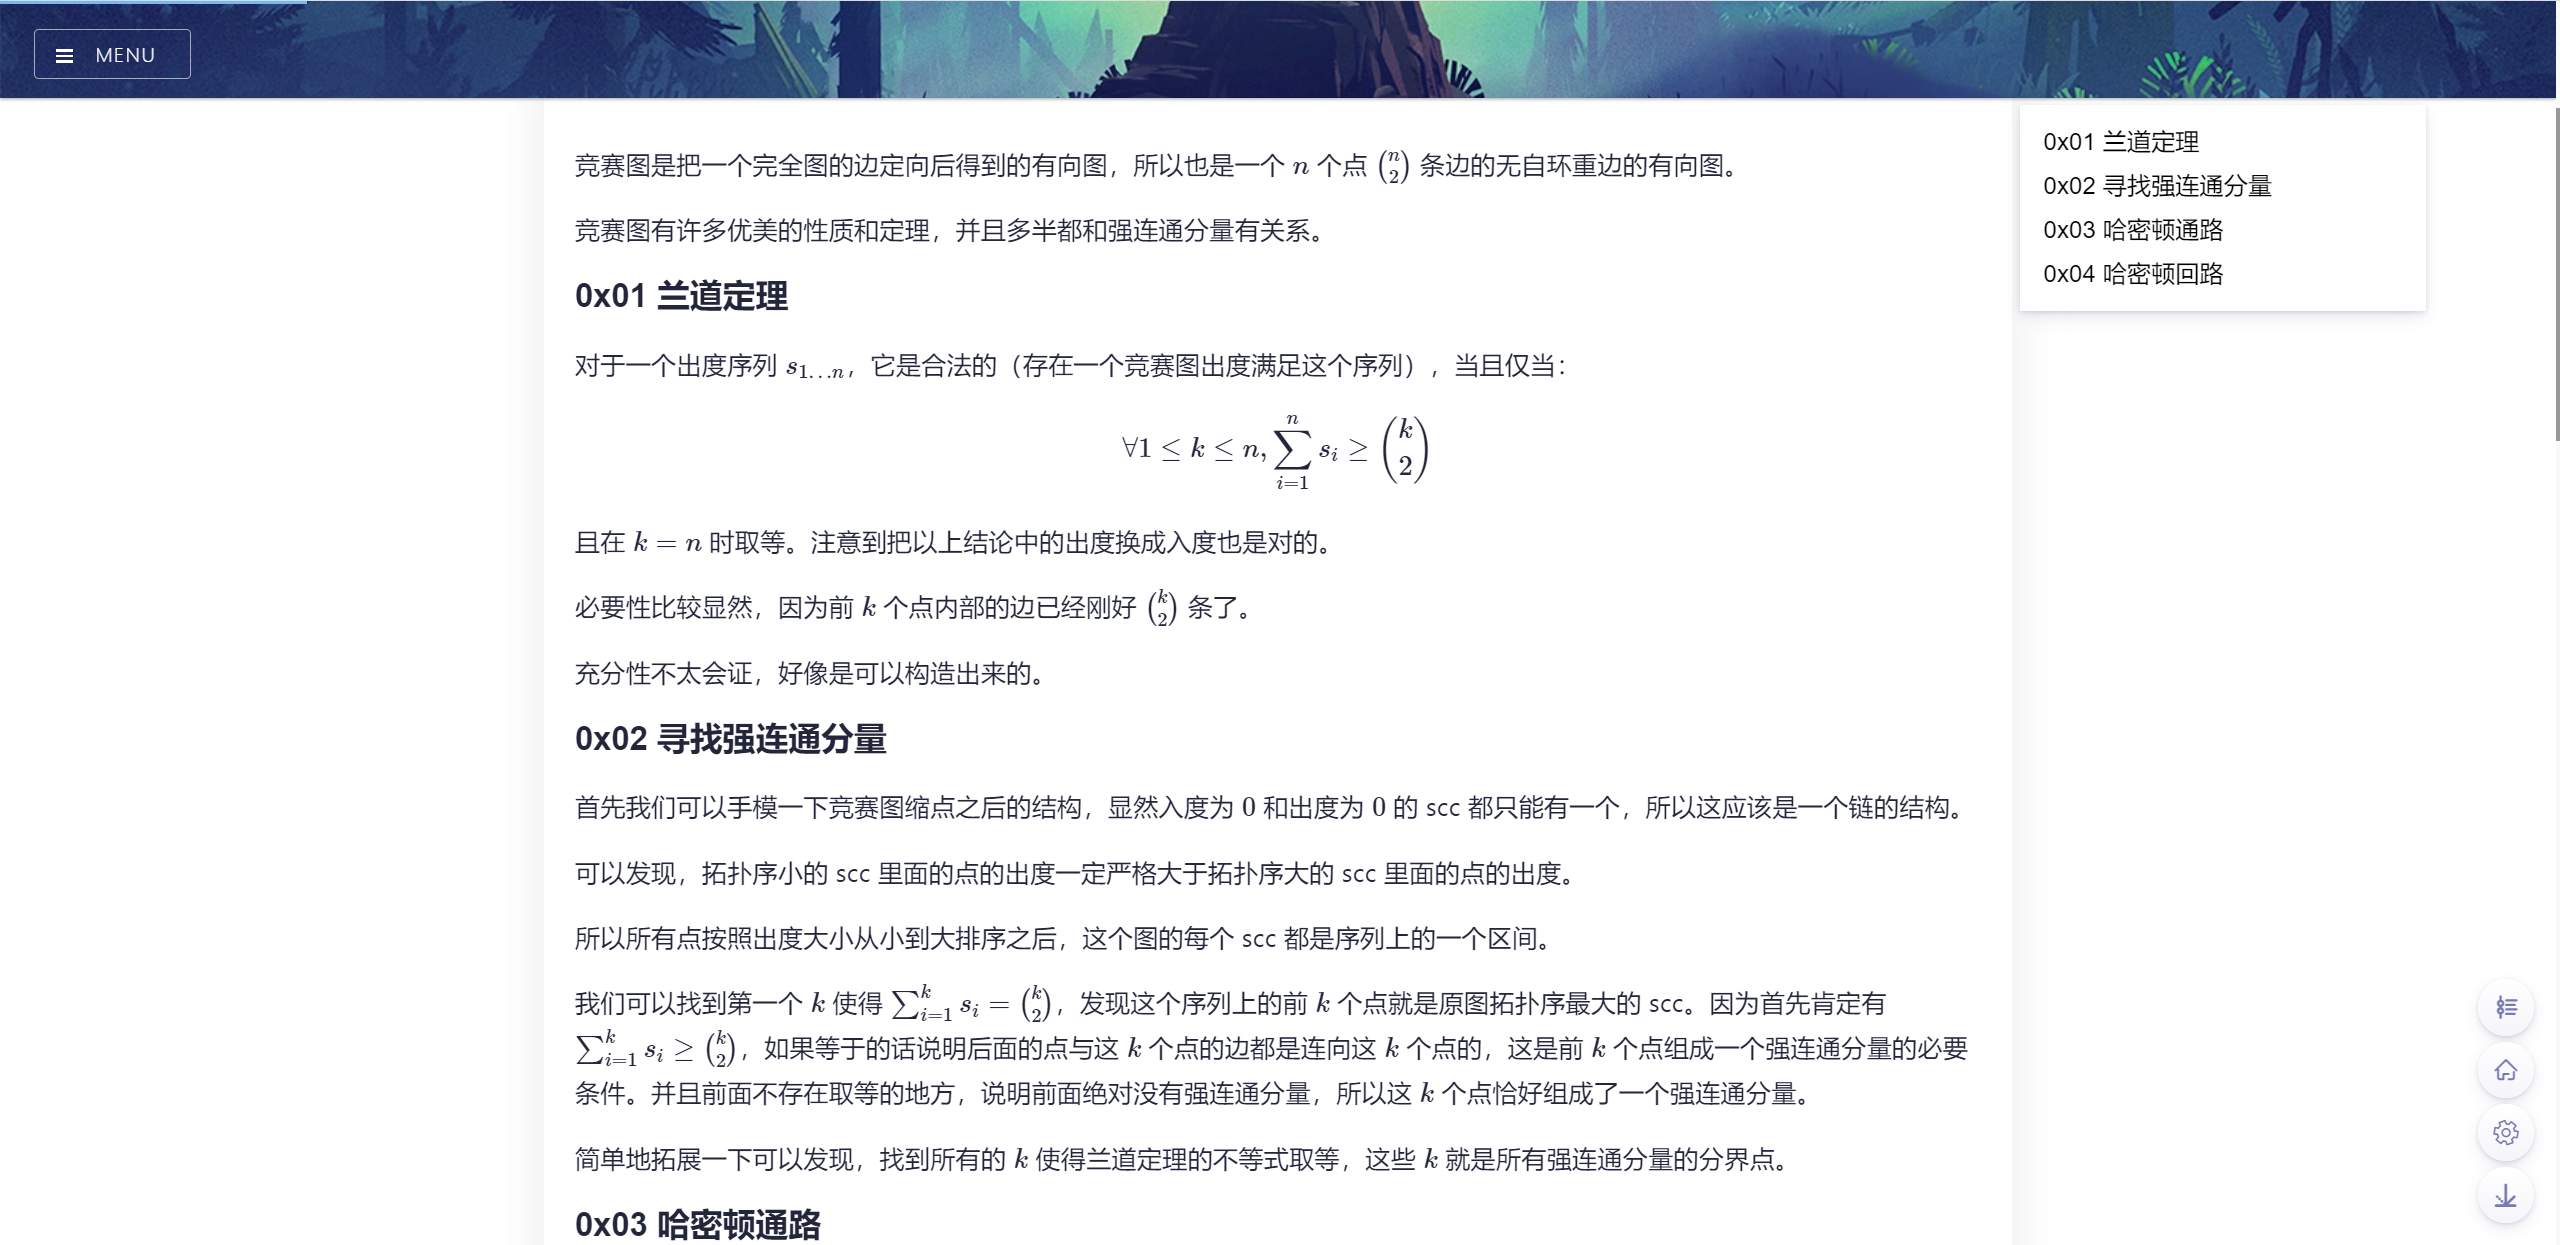 MENU
竞赛图是把一个完全图的边定向后得到的有向图，所以也是一个 n 个点 \binom{n}{2} 条边的无自环重边的有向图。
竞赛图有许多优美的性质和定理，并且多半都和强连通分量有关系。
0x01 兰道定理
对于一个出度序列 s_{1…n}，它是合法的（存在一个竞赛图出度满足这个序列），当且仅当：
∀1 ≤ k ≤ n, \sum_{i=1}^{n} s_i ≥ \binom{k}{2}
且在 k = n 时取等。注意到把以上结论中的出度换成入度也是对的。
必要性比较显然，因为前 k 个点内部的边已经刚好 \binom{k}{2} 条了。
充分性不太会证，好像是可以构造出来的。
0x02 寻找强连通分量
首先我们可以手模一下竞赛图缩点之后的结构，显然入度为 0 和出度为 0 的 scc 都只能有一个，所以这应该是一个链的结构。
可以发现，拓扑序小的 scc 里面的点的出度一定严格大于拓扑序大的 scc 里面的点的出度。
所以所有点按照出度大小从小到大排序之后，这个图的每个 scc 都是序列上的一个区间。
我们可以找到第一个 k 使得 \sum_{i=1}^{k} s_i = \binom{k}{2}，发现这个序列上的前 k 个点就是原图拓扑序最大的 scc。因为首先肯定有
\sum_{i=1}^{k} s_i ≥ \binom{k}{2}，如果等于的话说明后面的点与这 k 个点的边都是连向这 k 个点的，这是前 k 个点组成一个强连通分量的必要
条件。并且前面不存在取等的地方，说明前面绝对没有强连通分量，所以这 k 个点恰好组成了一个强连通分量。
简单地拓展一下可以发现，找到所有的 k 使得兰道定理的不等式取等，这些 k 就是所有强连通分量的分界点。
0x03 哈密顿通路
0x01 兰道定理
0x02 寻找强连通分量
0x03 哈密顿通路
0x04 哈密顿回路